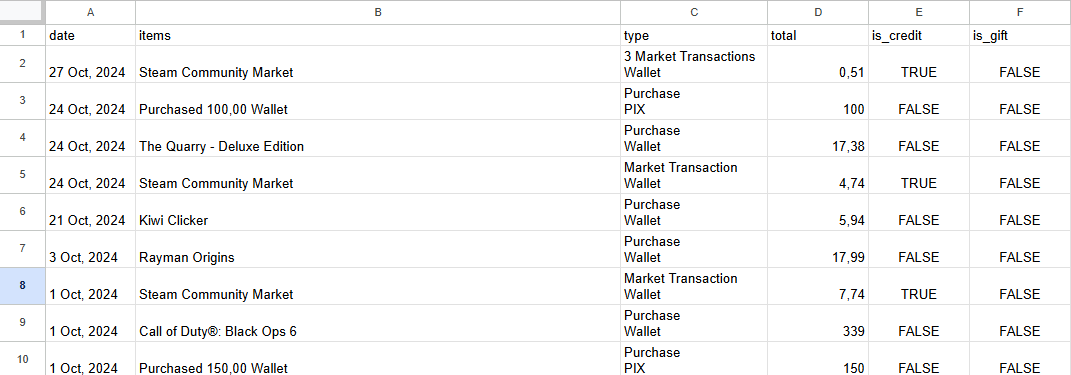 A B C D E F
1 date items type total is_credit is_gift
2 27 Oct, 2024 Steam Community Market 3 Market Transactions
Wallet 0,51 TRUE FALSE
3 24 Oct, 2024 Purchased 100,00 Wallet Purchase
PIX 100 FALSE FALSE
4 24 Oct, 2024 The Quarry - Deluxe Edition Purchase
Wallet 17,38 FALSE FALSE
5 24 Oct, 2024 Steam Community Market Market Transaction
Wallet 4,74 TRUE FALSE
6 21 Oct, 2024 Kiwi Clicker Purchase
Wallet 5,94 FALSE FALSE
7 3 Oct, 2024 Rayman Origins Purchase
Wallet 17,99 FALSE FALSE
8 1 Oct, 2024 Steam Community Market Market Transaction
Wallet 7,74 TRUE FALSE
9 1 Oct, 2024 Call of Duty®: Black Ops 6 Purchase
Wallet 339 FALSE FALSE
10 1 Oct, 2024 Purchased 150,00 Wallet Purchase
PIX 150 FALSE FALSE